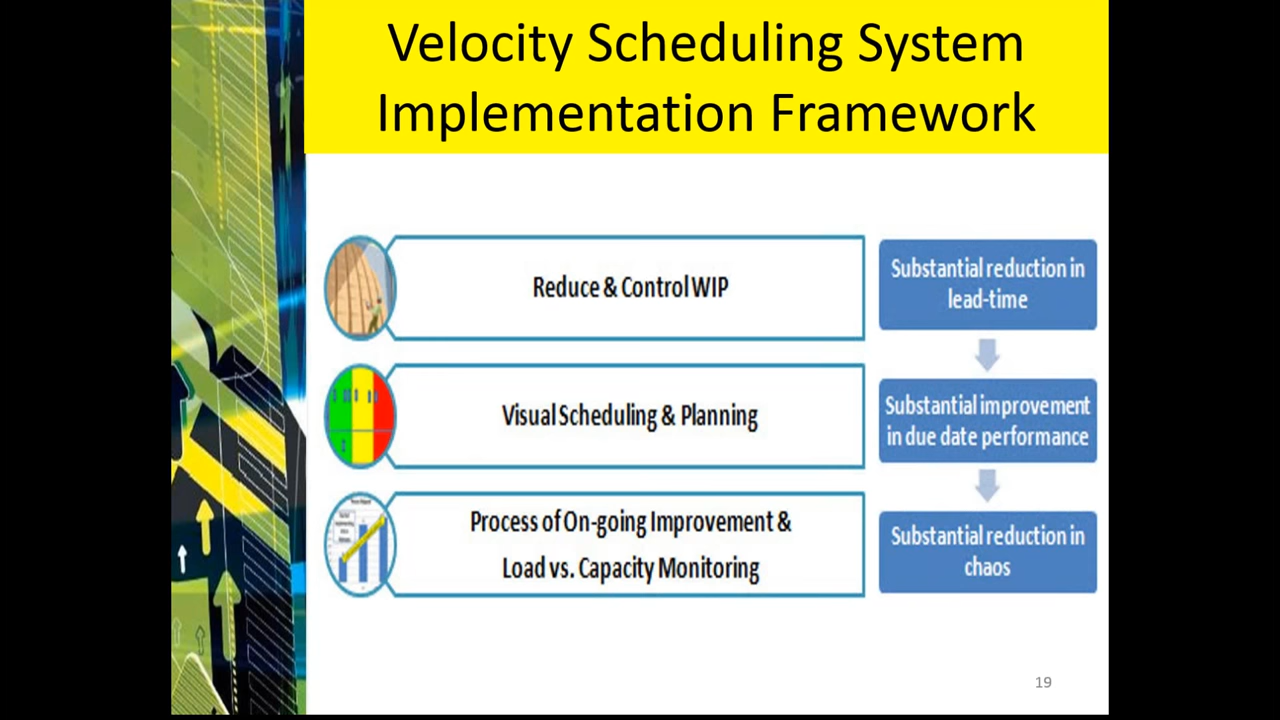 Velocity Scheduling System
Implementation Framework
Reduce & Control WIP
Substantial reduction in
lead-time
Visual Scheduling & Planning
Substantial improvement
in due date performance
Process of On-going Improvement &
Load vs. Capacity Monitoring
Substantial reduction in
chaos
19